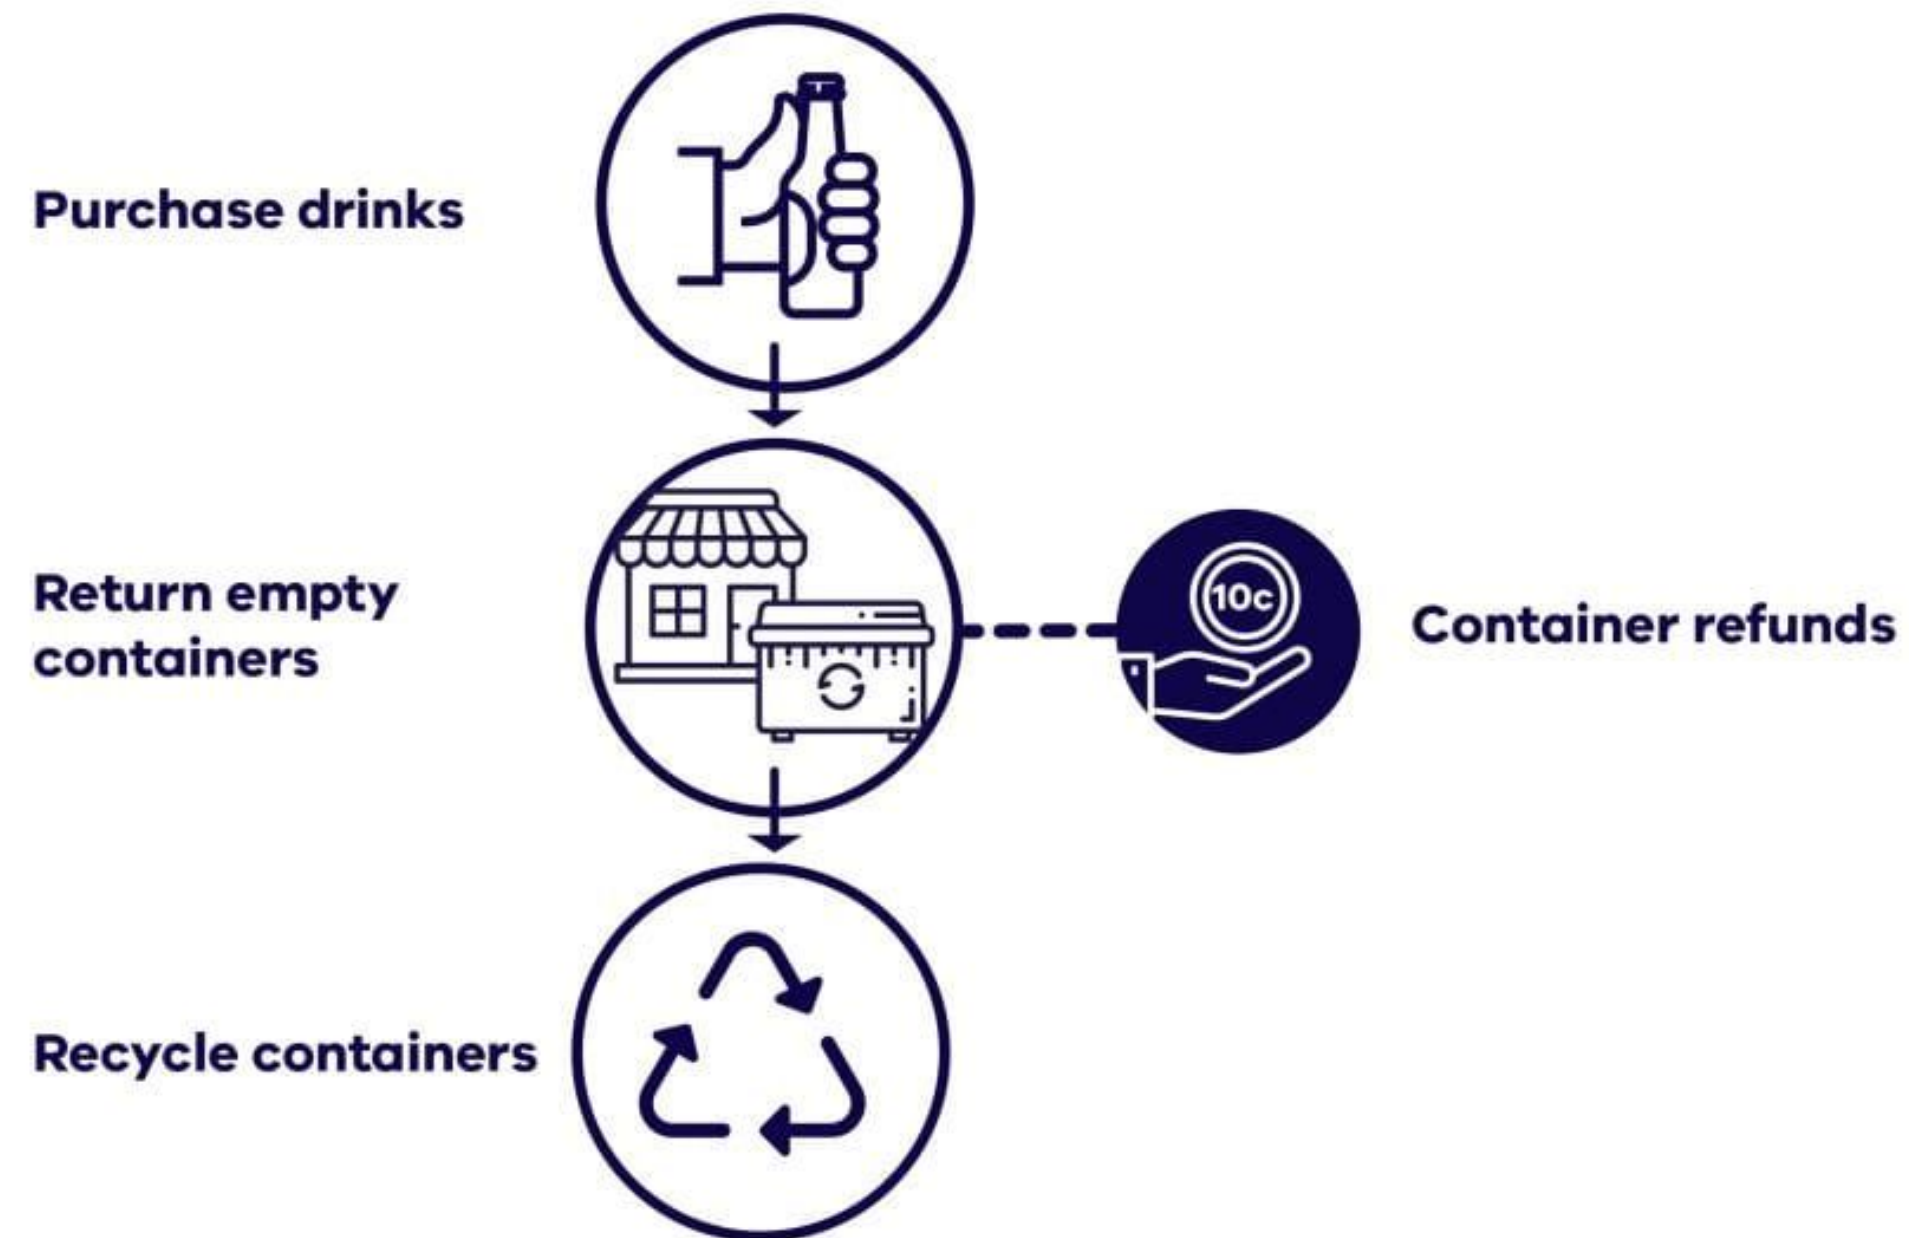 Purchase drinks
Return empty
containers
10c
Container refunds
Recycle containers